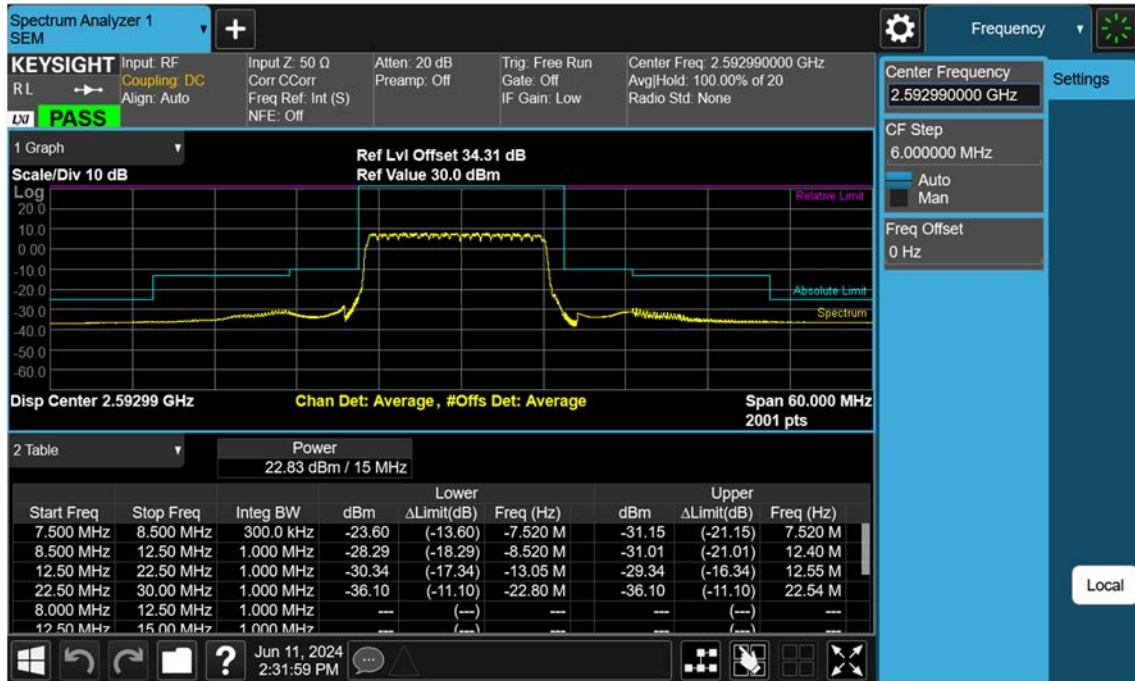 Spectrum Analyzer 1
SEM
+
Frequency
KEYSIGHT
R L
LXI PASS
Input: RF
Coupling: DC
Align: Auto
Input Z: 50 Ω
Corr CCorr
Freq Ref: Int (S)
NFE: Off
Atten: 20 dB
Preamp: Off
Trig: Free Run
Gate: Off
IF Gain: Low
Center Freq: 2.592990000 GHz
Avg|Hold: 100.00% of 20
Radio Std: None
Center Frequency
2.592990000 GHz
Settings
CF Step
6.000000 MHz
Auto
Man
Freq Offset
0 Hz
Local
1 Graph
Ref Lvl Offset 34.31 dB
Scale/Div 10 dB
Ref Value 30.0 dBm
Log
20.0
10.0
0.00
-10.0
-20.0
-30.0
-40.0
-50.0
-60.0
Relative Limit
Absolute Limit
Spectrum
Disp Center 2.59299 GHz
Chan Det: Average, #Offs Det: Average
Span 60.000 MHz
2001 pts
2 Table
Power
22.83 dBm / 15 MHz
Lower Upper
Start Freq Stop Freq Integ BW dBm ΔLimit(dB) Freq (Hz) dBm ΔLimit(dB) Freq (Hz)
7.500 MHz 8.500 MHz 300.0 kHz -23.60 (-13.60) -7.520 M -31.15 (-21.15) 7.520 M
8.500 MHz 12.50 MHz 1.000 MHz -28.29 (-18.29) -8.520 M -31.01 (-21.01) 12.40 M
12.50 MHz 22.50 MHz 1.000 MHz -30.34 (-17.34) -13.05 M -29.34 (-16.34) 12.55 M
22.50 MHz 30.00 MHz 1.000 MHz -36.10 (-11.10) -22.80 M -36.10 (-11.10) 22.54 M
8.000 MHz 12.50 MHz 1.000 MHz --- (---) --- --- (---) ---
12.50 MHz 15.00 MHz 1.000 MHz --- (---) --- --- (---) ---
?
Jun 11, 2024
2:31:59 PM